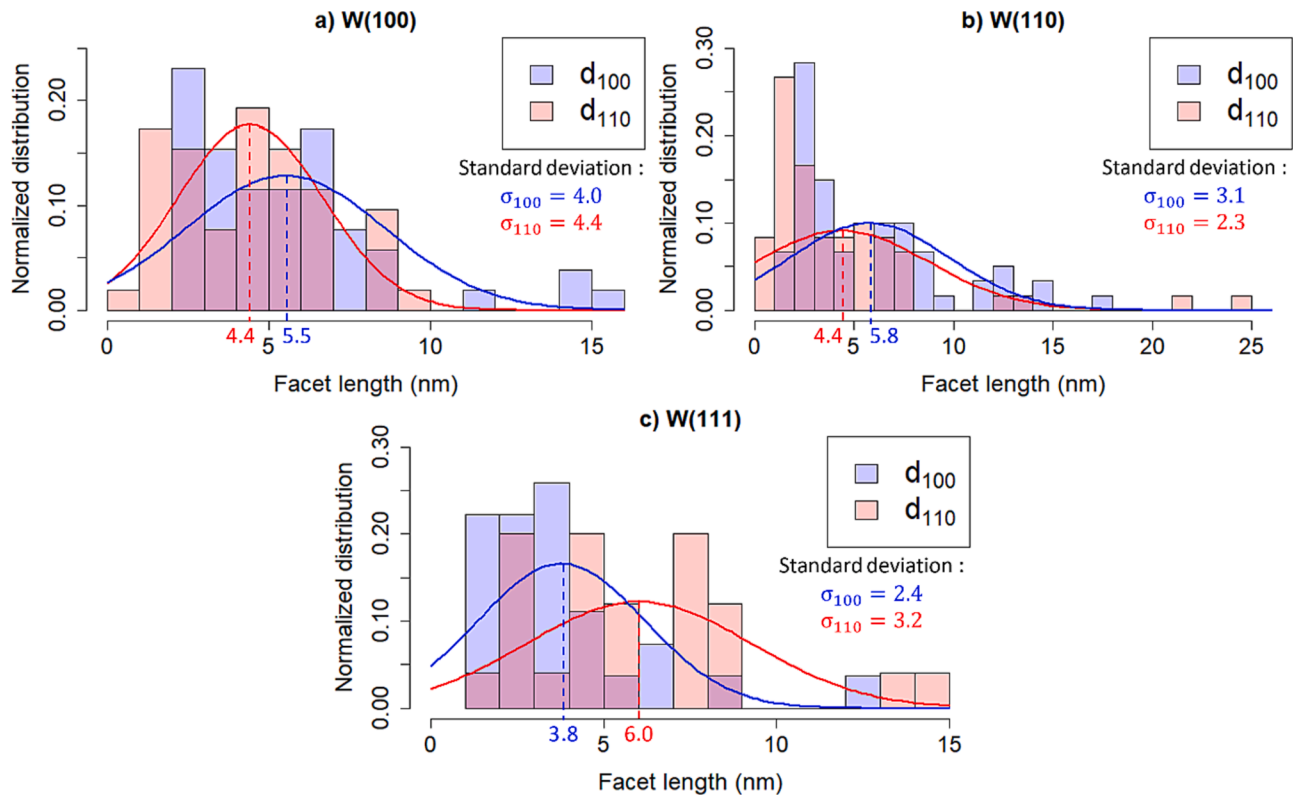 a) W(100)
Normalized distribution
0.00 0.10 0.20
d100
d110
Standard deviation :
σ100 = 4.0
σ110 = 4.4
4.4 5.5
0 5 10 15
Facet length (nm)
b) W(110)
Normalized distribution
0.00 0.10 0.20 0.30
d100
d110
Standard deviation :
σ100 = 3.1
σ110 = 2.3
4.4 5.8
0 5 10 15 20 25
Facet length (nm)
c) W(111)
Normalized distribution
0.00 0.10 0.20 0.30
d100
d110
Standard deviation :
σ100 = 2.4
σ110 = 3.2
3.8 6.0
0 5 10 15
Facet length (nm)